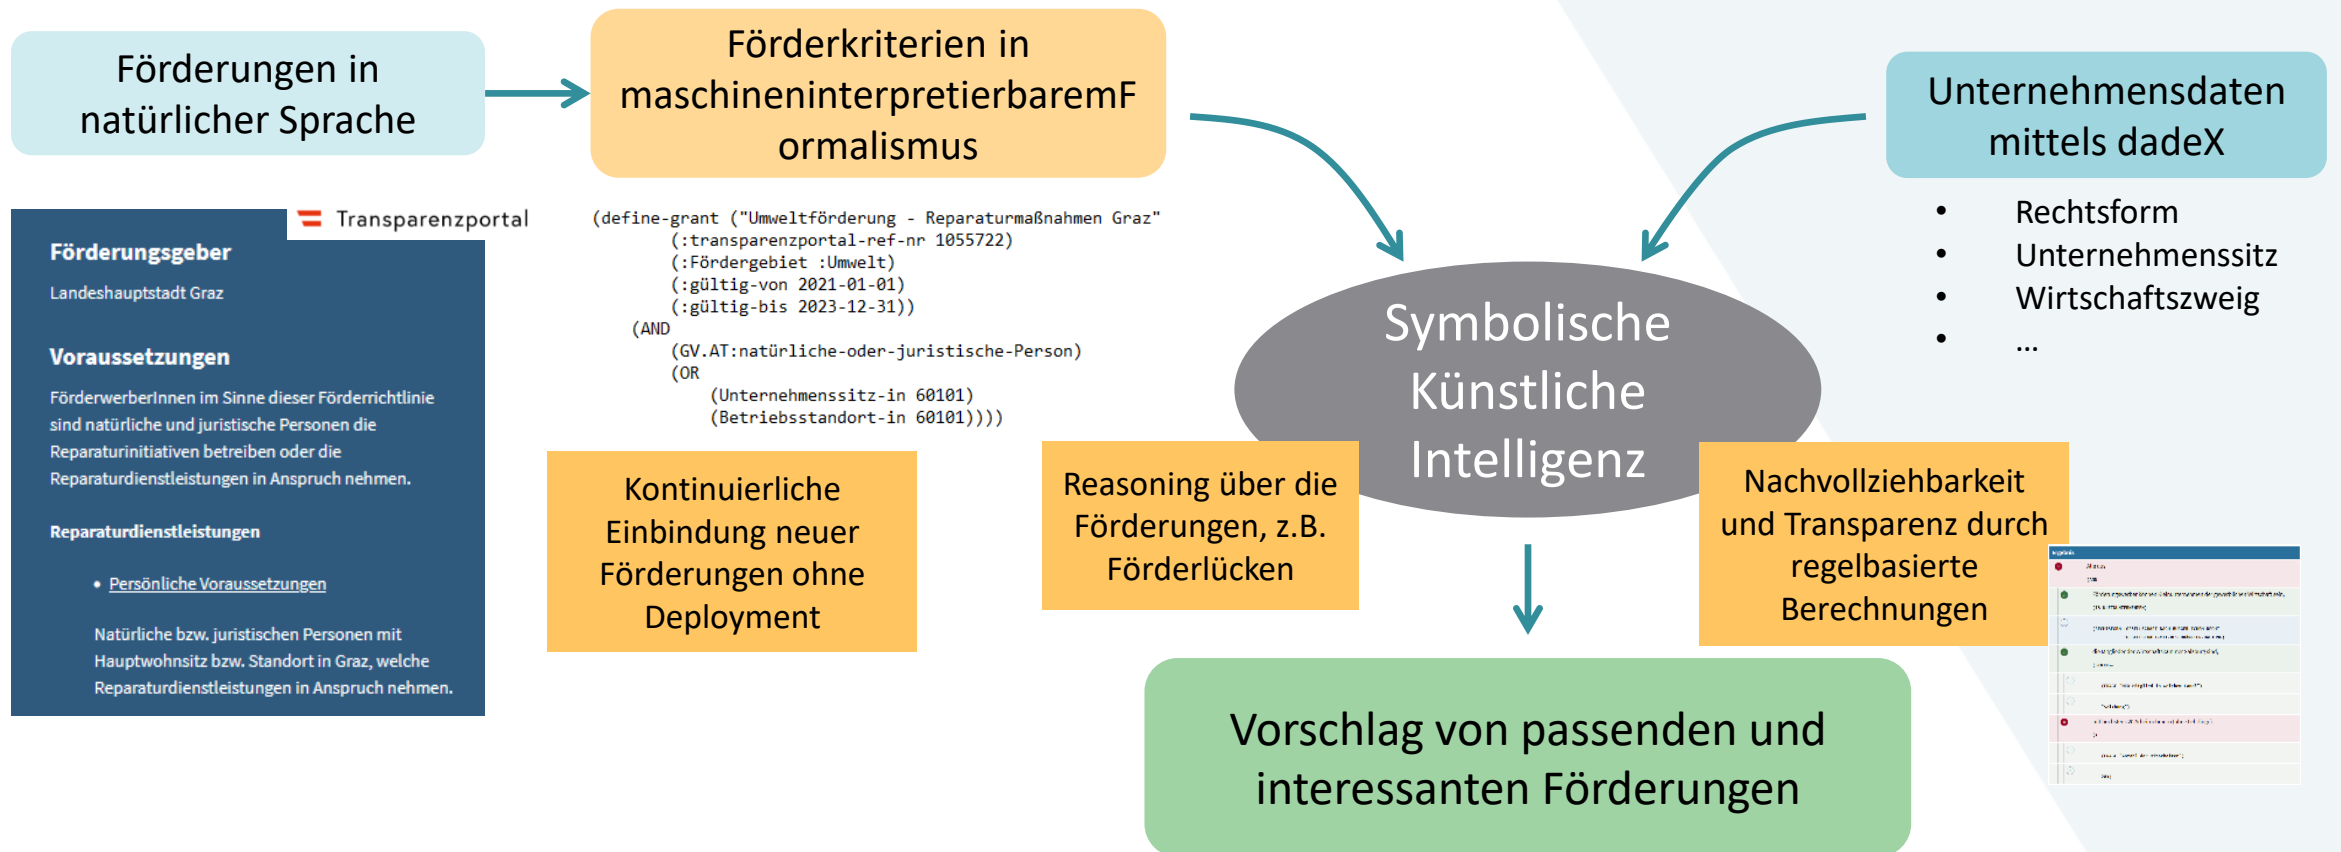 Förderungen in
natürlicher Sprache
Förderkriterien in
maschineninterpretierbaremF
ormalismus
Unternehmensdaten
mittels dadeX
• Rechtsform
• Unternehmenssitz
• Wirtschaftszweig
• ...
Transparenzportal
Förderungsgeber
Landeshauptstadt Graz
Voraussetzungen
FörderwerberInnen im Sinne dieser Förderrichtlinie
sind natürliche und juristische Personen die
Reparaturinitiativen betreiben oder die
Reparaturdienstleistungen in Anspruch nehmen.
Reparaturdienstleistungen
• Persönliche Voraussetzungen
Natürliche bzw. juristischen Personen mit
Hauptwohnsitz bzw. Standort in Graz, welche
Reparaturdienstleistungen in Anspruch nehmen.
(define-grant ("Umweltförderung - Reparaturmaßnahmen Graz"
(:transparenzportal-ref-nr 1055722)
(:Fördergebiet :Umwelt)
(:gültig-von 2021-01-01)
(:gültig-bis 2023-12-31))
(AND
(GV.AT:natürliche-oder-juristische-Person)
(OR
(Unternehmenssitz-in 60101)
(Betriebsstandort-in 60101))))
Kontinuierliche
Einbindung neuer
Förderungen ohne
Deployment
Symbolische
Künstliche
Intelligenz
Reasoning über die
Förderungen, z.B.
Förderlücken
Nachvollziehbarkeit
und Transparenz durch
regelbasierte
Berechnungen
Vorschlag von passenden und
interessanten Förderungen